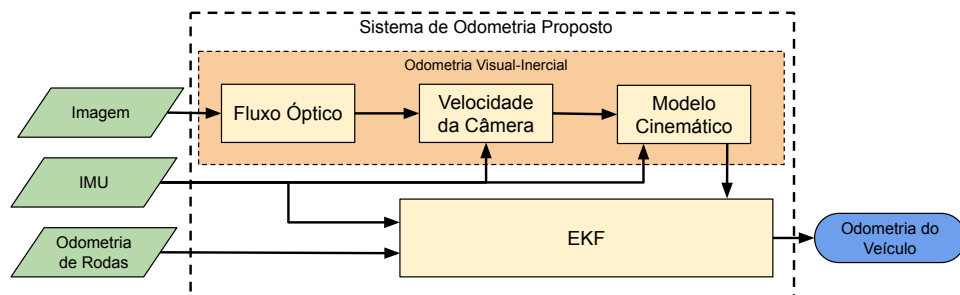 Sistema de Odometria Proposto
Odometria Visual-Inercial
Imagem
Fluxo Óptico
Velocidade
da Câmera
Modelo
Cinemático
IMU
Odometria
de Rodas
EKF
Odometria do
Veículo